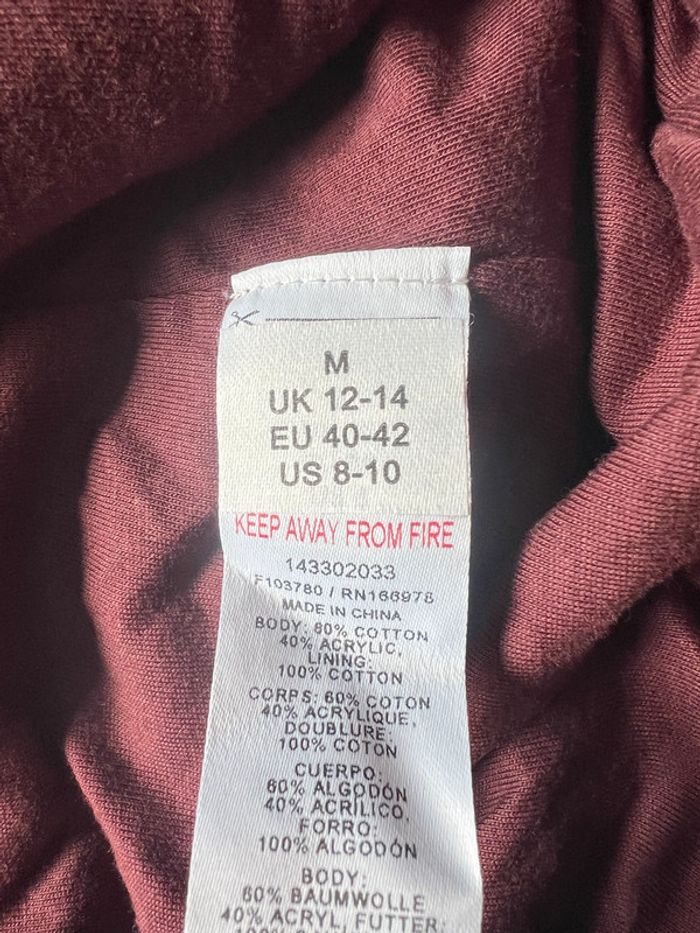 M
UK 12-14
EU 40-42
US 8-10
KEEP AWAY FROM FIRE
143302033
F103780 / RN166978
MADE IN CHINA
BODY: 60% COTTON
40% ACRYLIC,
LINING:
100% COTTON
CORPS: 60% COTON
40% ACRYLIQUE,
DOUBLURE:
100% COTON
CUERPO:
60% ALGODÓN
40% ACRÍLICO,
FORRO:
100% ALGODÓN
BODY:
60% BAUMWOLLE
40% ACRYL, FUTTER: